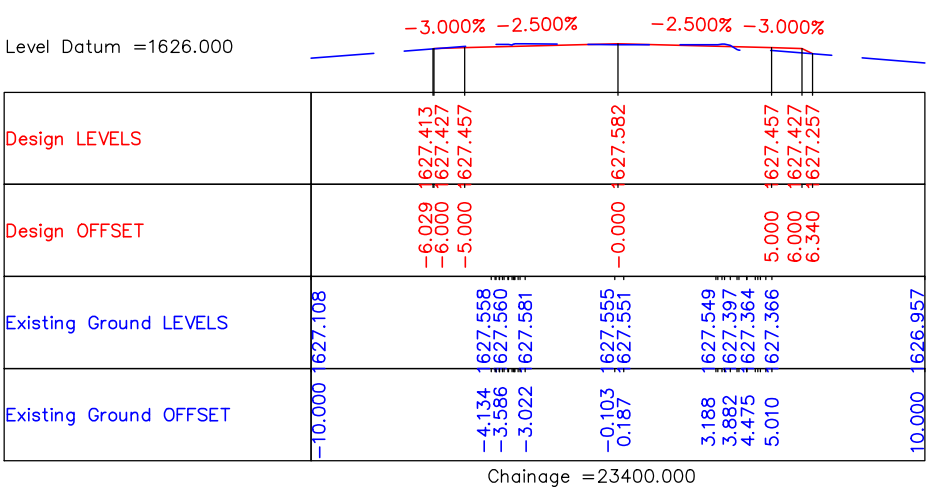 -3.000% -2.500% -2.500% -3.000%
Level Datum =1626.000
Design LEVELS 1627.413 1627.427 1627.457 1627.582 1627.457 1627.427 1627.257
Design OFFSET -6.029 -6.000 -5.000 -0.000 5.000 6.000 6.340
Existing Ground LEVELS 1627.108 1627.558 1627.560 1627.581 1627.555 1627.551 1627.549 1627.397 1627.364 1627.366 1626.957
Existing Ground OFFSET -10.000 -4.134 -3.586 -3.022 -0.103 0.187 3.188 3.882 4.475 5.010 10.000
Chainage =23400.000